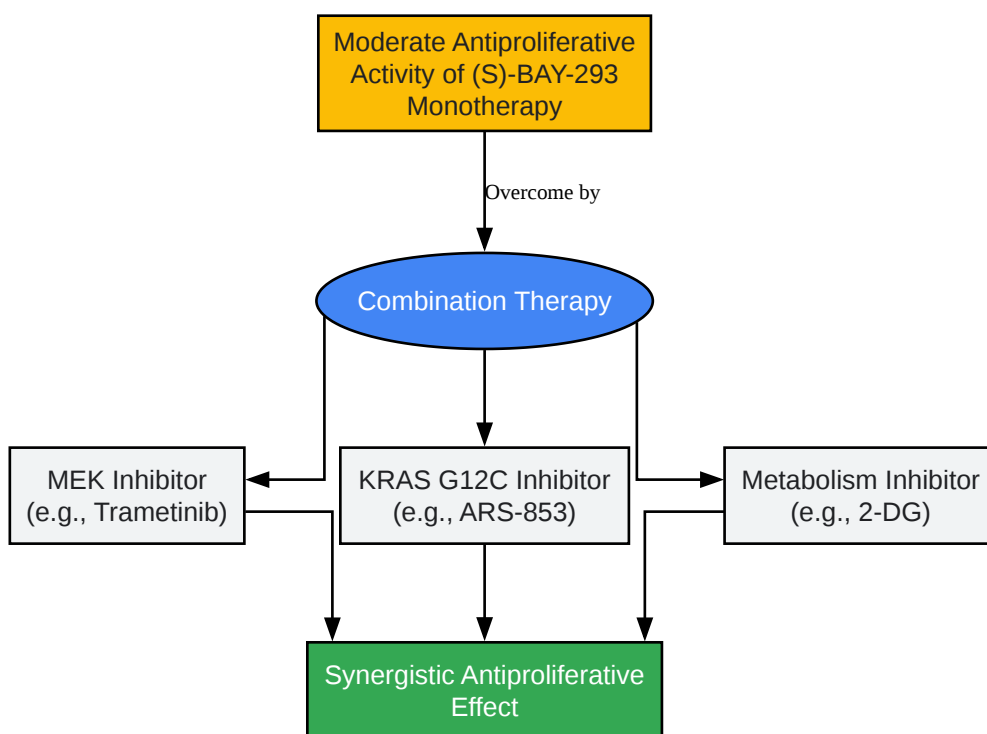 Moderate Antiproliferative
Activity of (S)-BAY-293
Monotherapy
Overcome by
Combination Therapy
MEK Inhibitor
(e.g., Trametinib)
KRAS G12C Inhibitor
(e.g., ARS-853)
Metabolism Inhibitor
(e.g., 2-DG)
Synergistic Antiproliferative
Effect